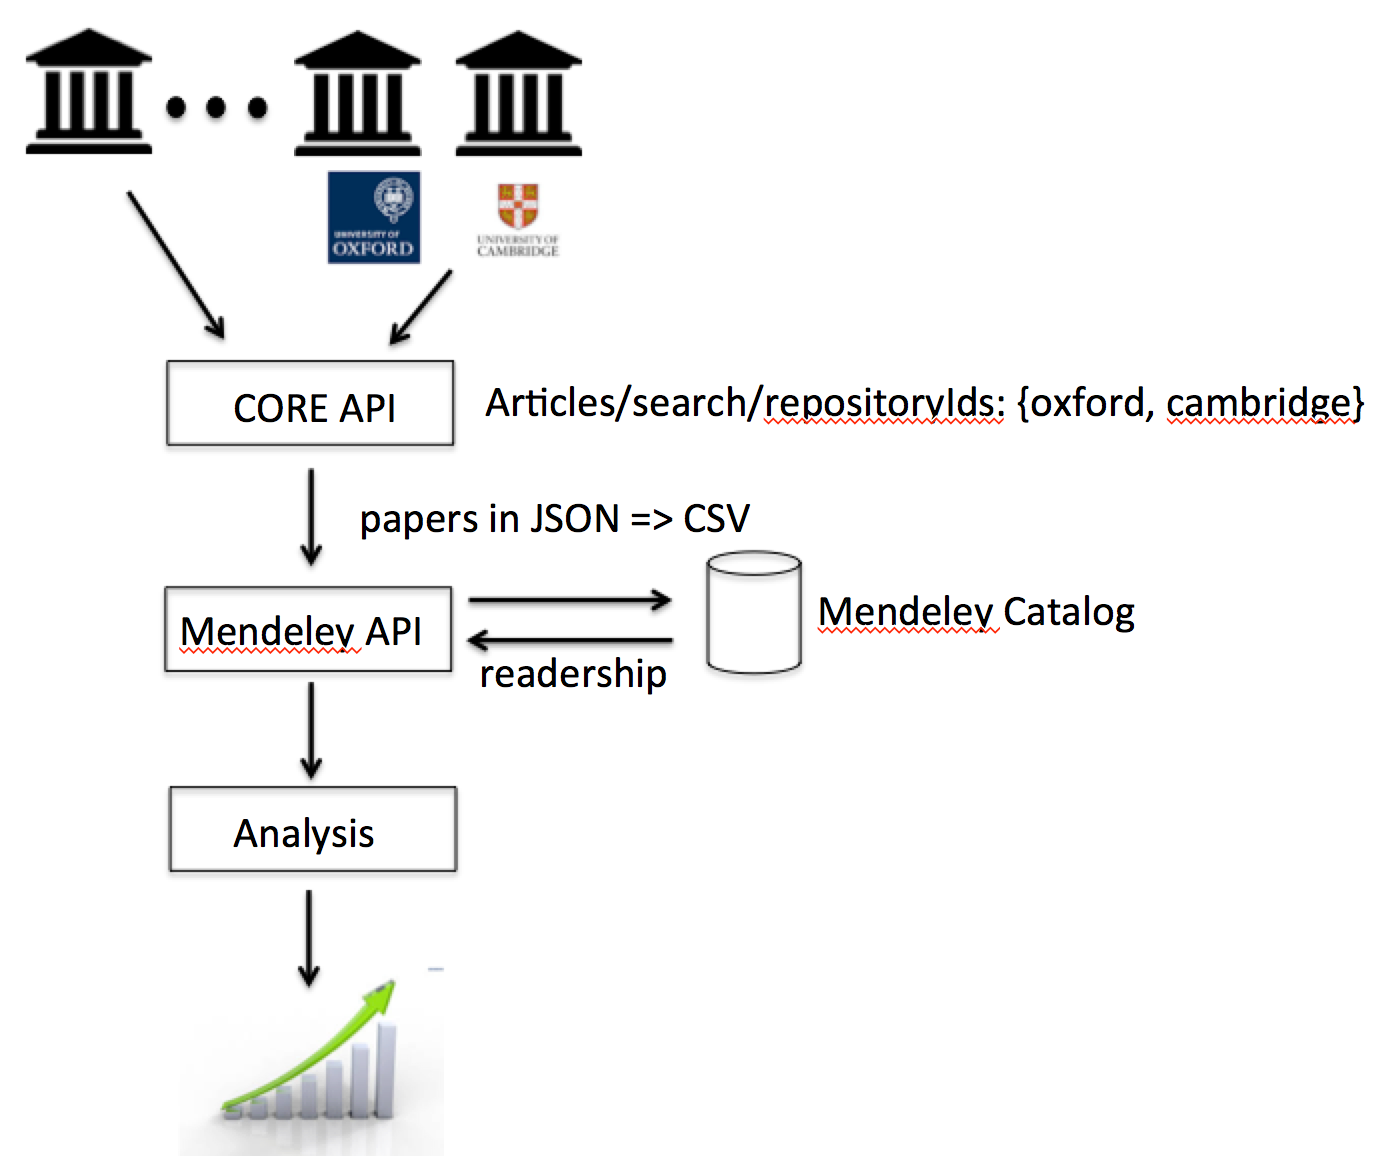 UNIVERSITY OF
OXFORD
UNIVERSITY OF
CAMBRIDGE
CORE API
Articles/search/repositoryIds: {oxford, cambridge}
papers in JSON => CSV
Mendeley API
Mendeley Catalog
readership
Analysis